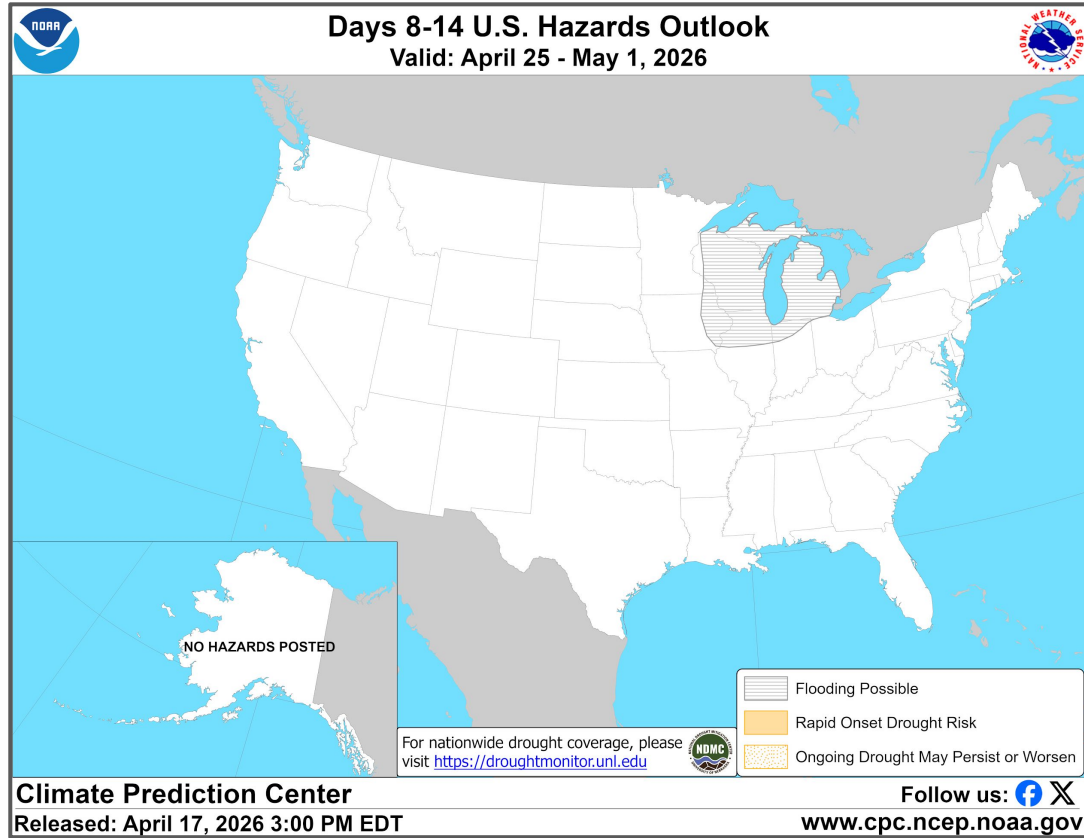 NOAA
Days 8-14 U.S. Hazards Outlook
Valid: April 25 - May 1, 2026
NATIONAL WEATHER SERVICE
NO HAZARDS POSTED
For nationwide drought coverage, please
visit https://droughtmonitor.unl.edu
NDMC
Flooding Possible
Rapid Onset Drought Risk
Ongoing Drought May Persist or Worsen
Climate Prediction Center
Follow us:
Released: April 17, 2026 3:00 PM EDT
www.cpc.ncep.noaa.gov